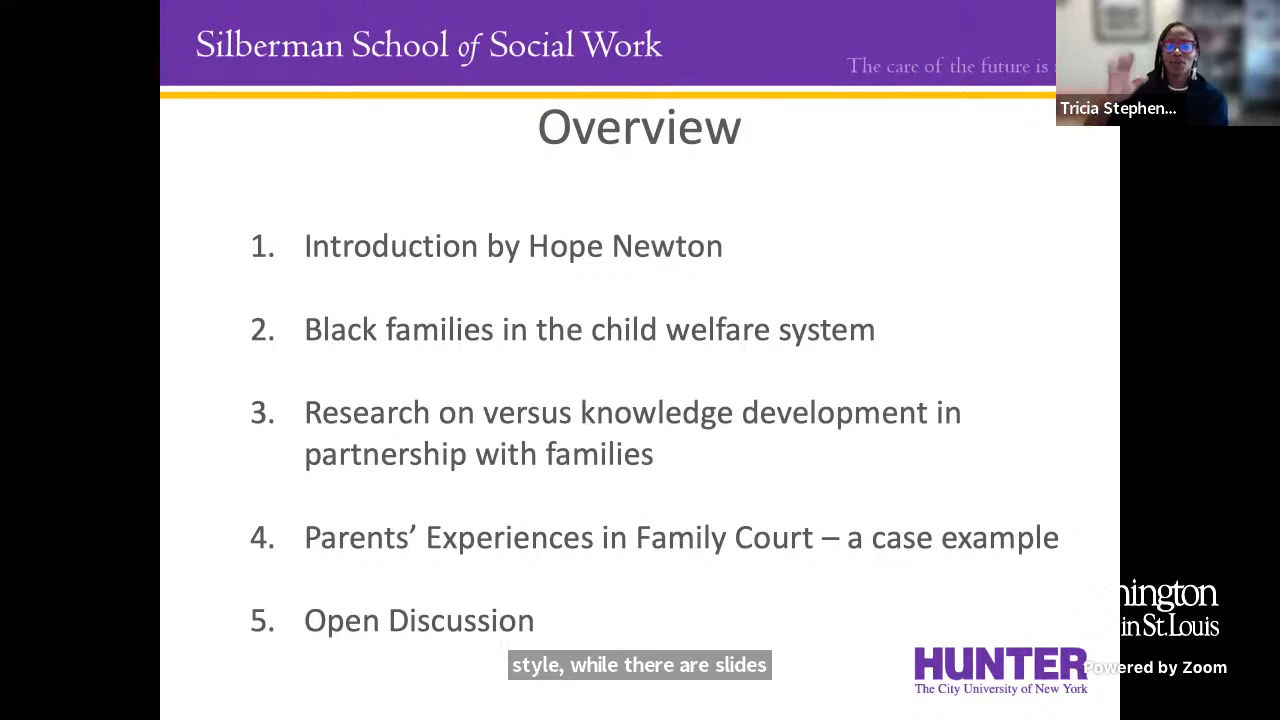 Silberman School of Social Work
The care of the future is
Tricia Stephen...
Overview
1. Introduction by Hope Newton
2. Black families in the child welfare system
3. Research on versus knowledge development in
partnership with families
4. Parents’ Experiences in Family Court – a case example
5. Open Discussion
style, while there are slides
HUNTER
The City University of New York
hington
in St. Louis
Powered by Zoom